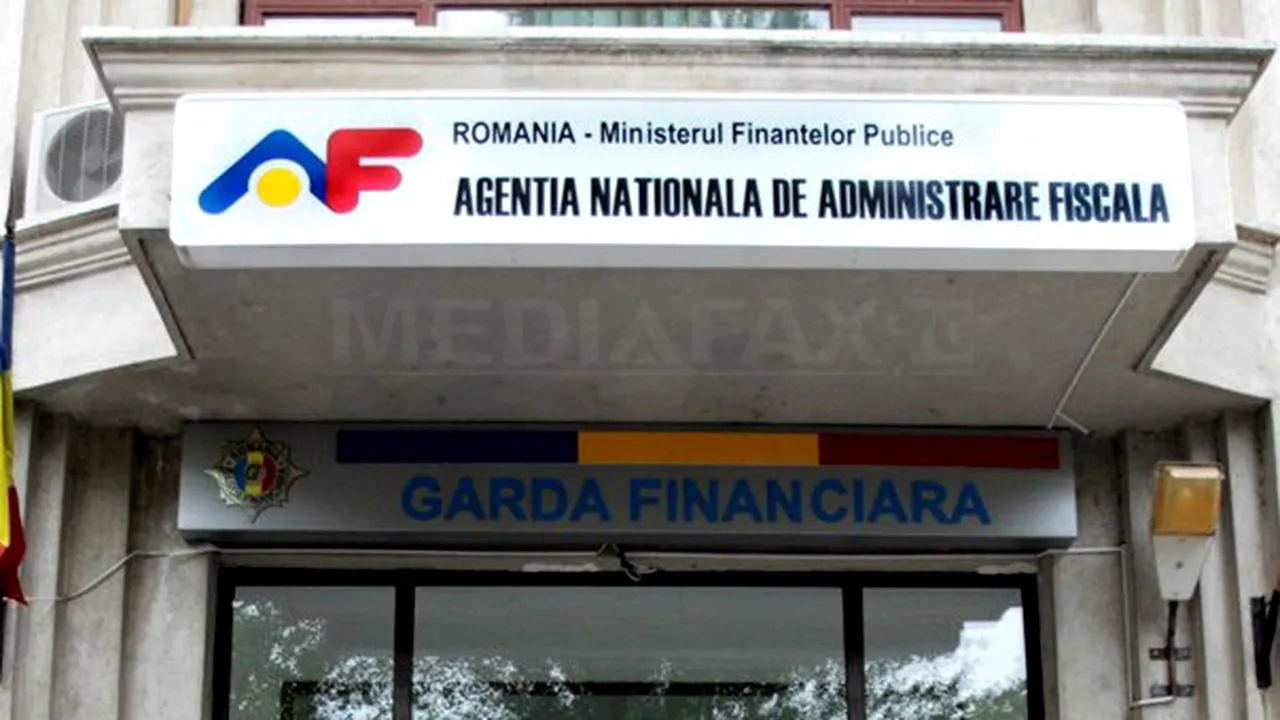 AF
ROMANIA - Ministerul Finantelor Publice
AGENTIA NATIONALA DE ADMINISTRARE FISCALA
MEDIAFAX
GARDA FINANCIARA